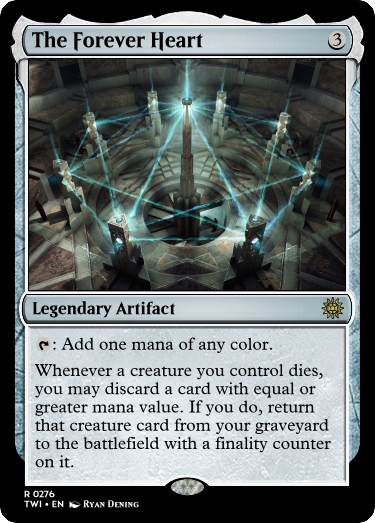 The Forever Heart 3
Legendary Artifact
: Add one mana of any color.
Whenever a creature you control dies,
you may discard a card with equal or
greater mana value. If you do, return
that creature card from your graveyard
to the battlefield with a finality counter
on it.
R 0276
TWI • EN Ryan Dening